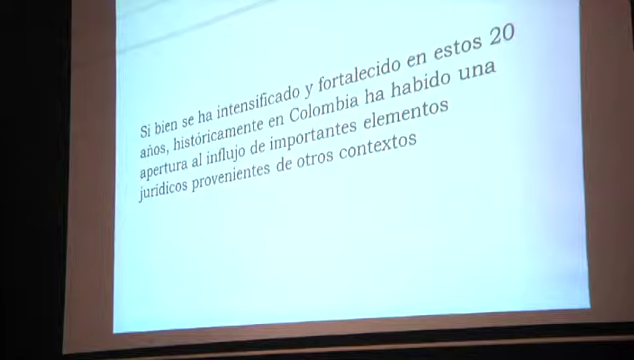 Si bien se ha intensificado y fortalecido en estos 20
años, históricamente en Colombia ha habido una
apertura al influjo de importantes elementos
jurídicos provenientes de otros contextos